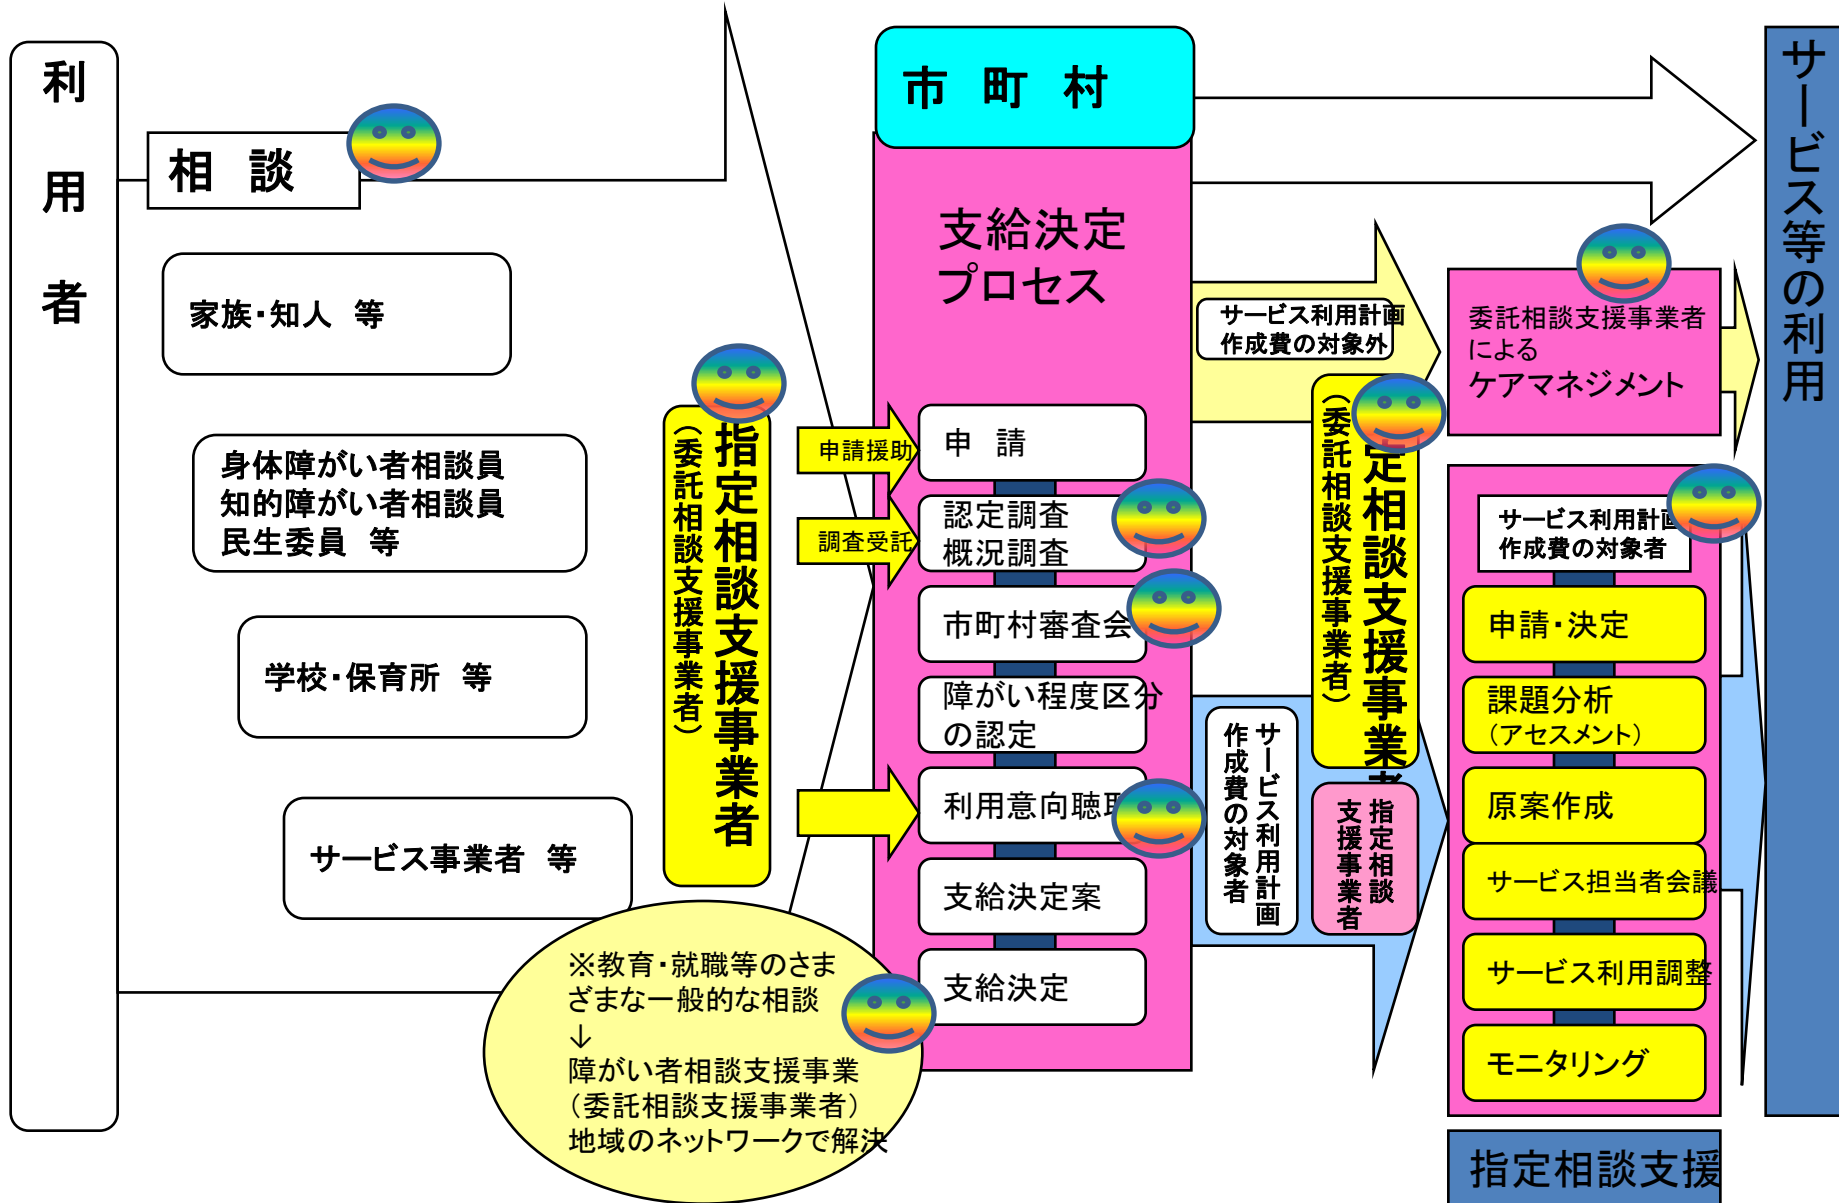 利用者
相　談
家族・知人　等
身体障がい者相談員
知的障がい者相談員
民生委員　等
学校・保育所　等
サービス事業者　等
※教育・就職等のさま
ざまな一般的な相談
↓
障がい者相談支援事業
（委託相談支援事業者）
地域のネットワークで解決
指定相談支援事業者
（委託相談支援事業者）
申請援助
調査受託
市　町　村
支給決定
プロセス
申　請
認定調査
概況調査
市町村審査会
障がい程度区分
の認定
利用意向聴取
支給決定案
支給決定
サービス利用計画
作成費の対象外
サービス利用計画
作成費の対象者
定相談支援事業者
（委託相談支援事業者）
指定相談
支援事業者
委託相談支援事業者
による
ケアマネジメント
サービス利用計画
作成費の対象者
申請・決定
課題分析
（アセスメント）
原案作成
サービス担当者会議
サービス利用調整
モニタリング
指定相談支援
サービス等の利用